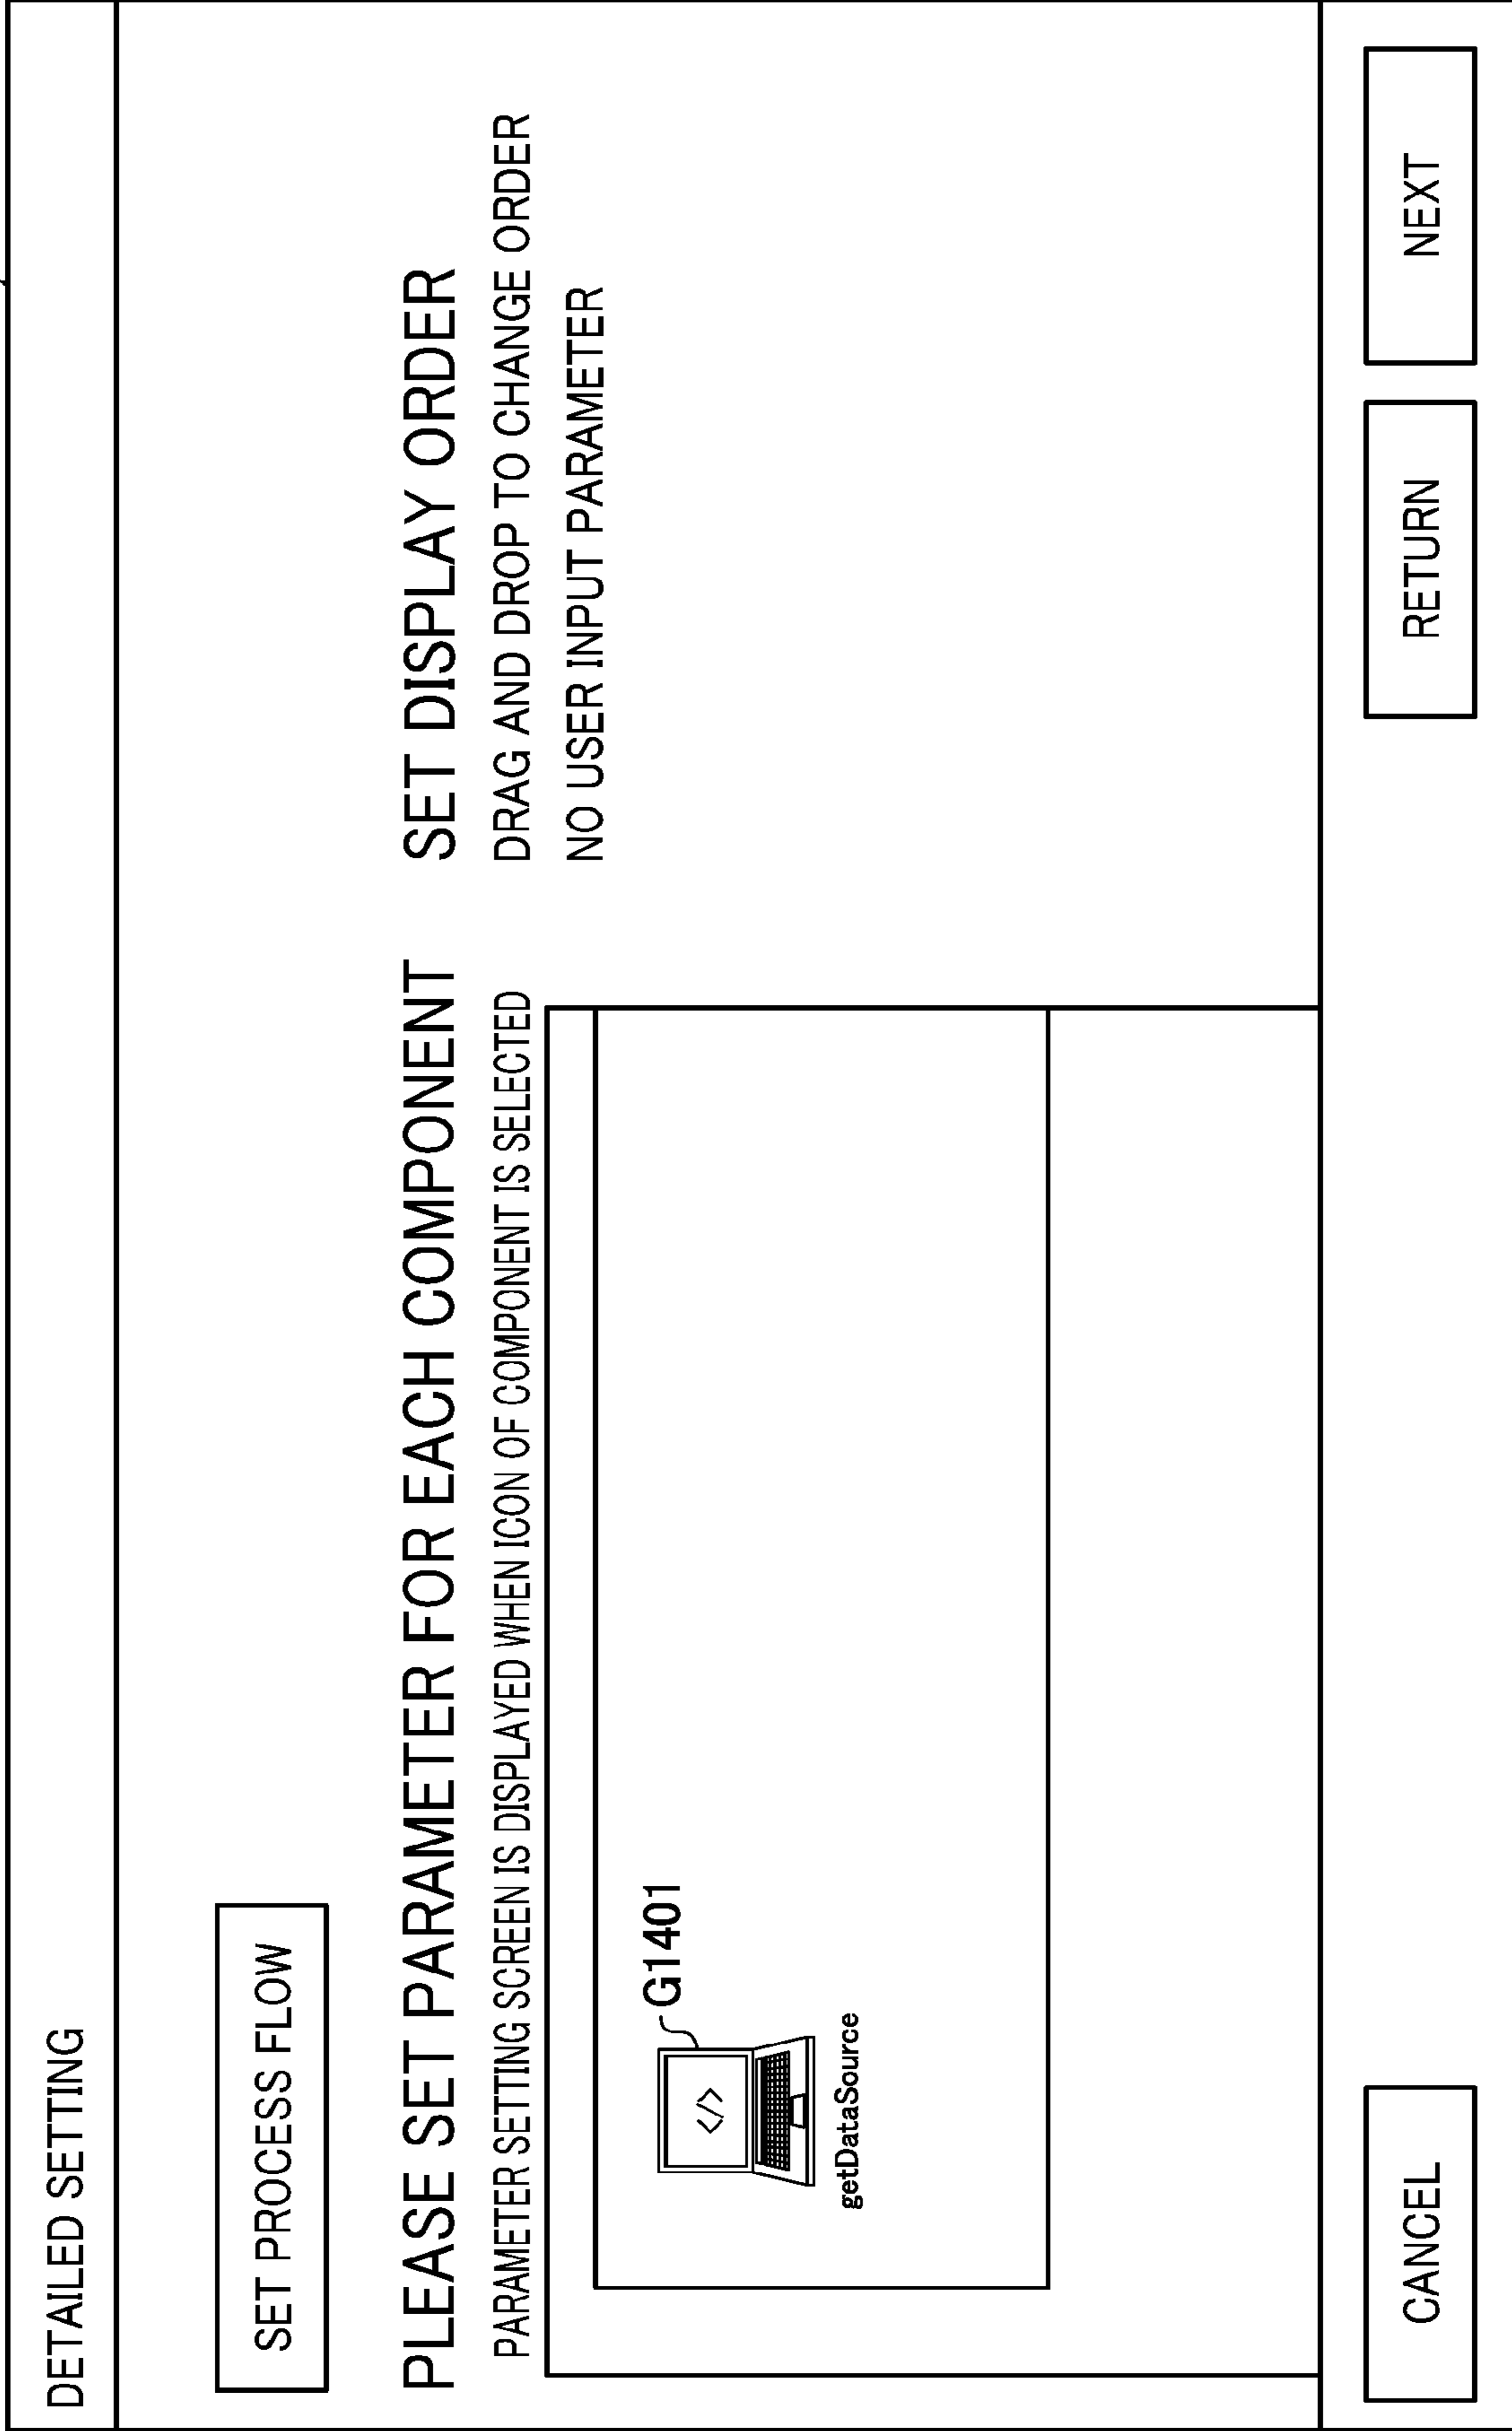 DETAILED SETTING
SET PROCESS FLOW
PLEASE SET PARAMETER FOR EACH COMPONENT
PARAMETER SETTING SCREEN IS DISPLAYED WHEN ICON OF COMPONENT IS SELECTED
G1401
</>
getDataSource
SET DISPLAY ORDER
DRAG AND DROP TO CHANGE ORDER
NO USER INPUT PARAMETER
CANCEL
RETURN
NEXT